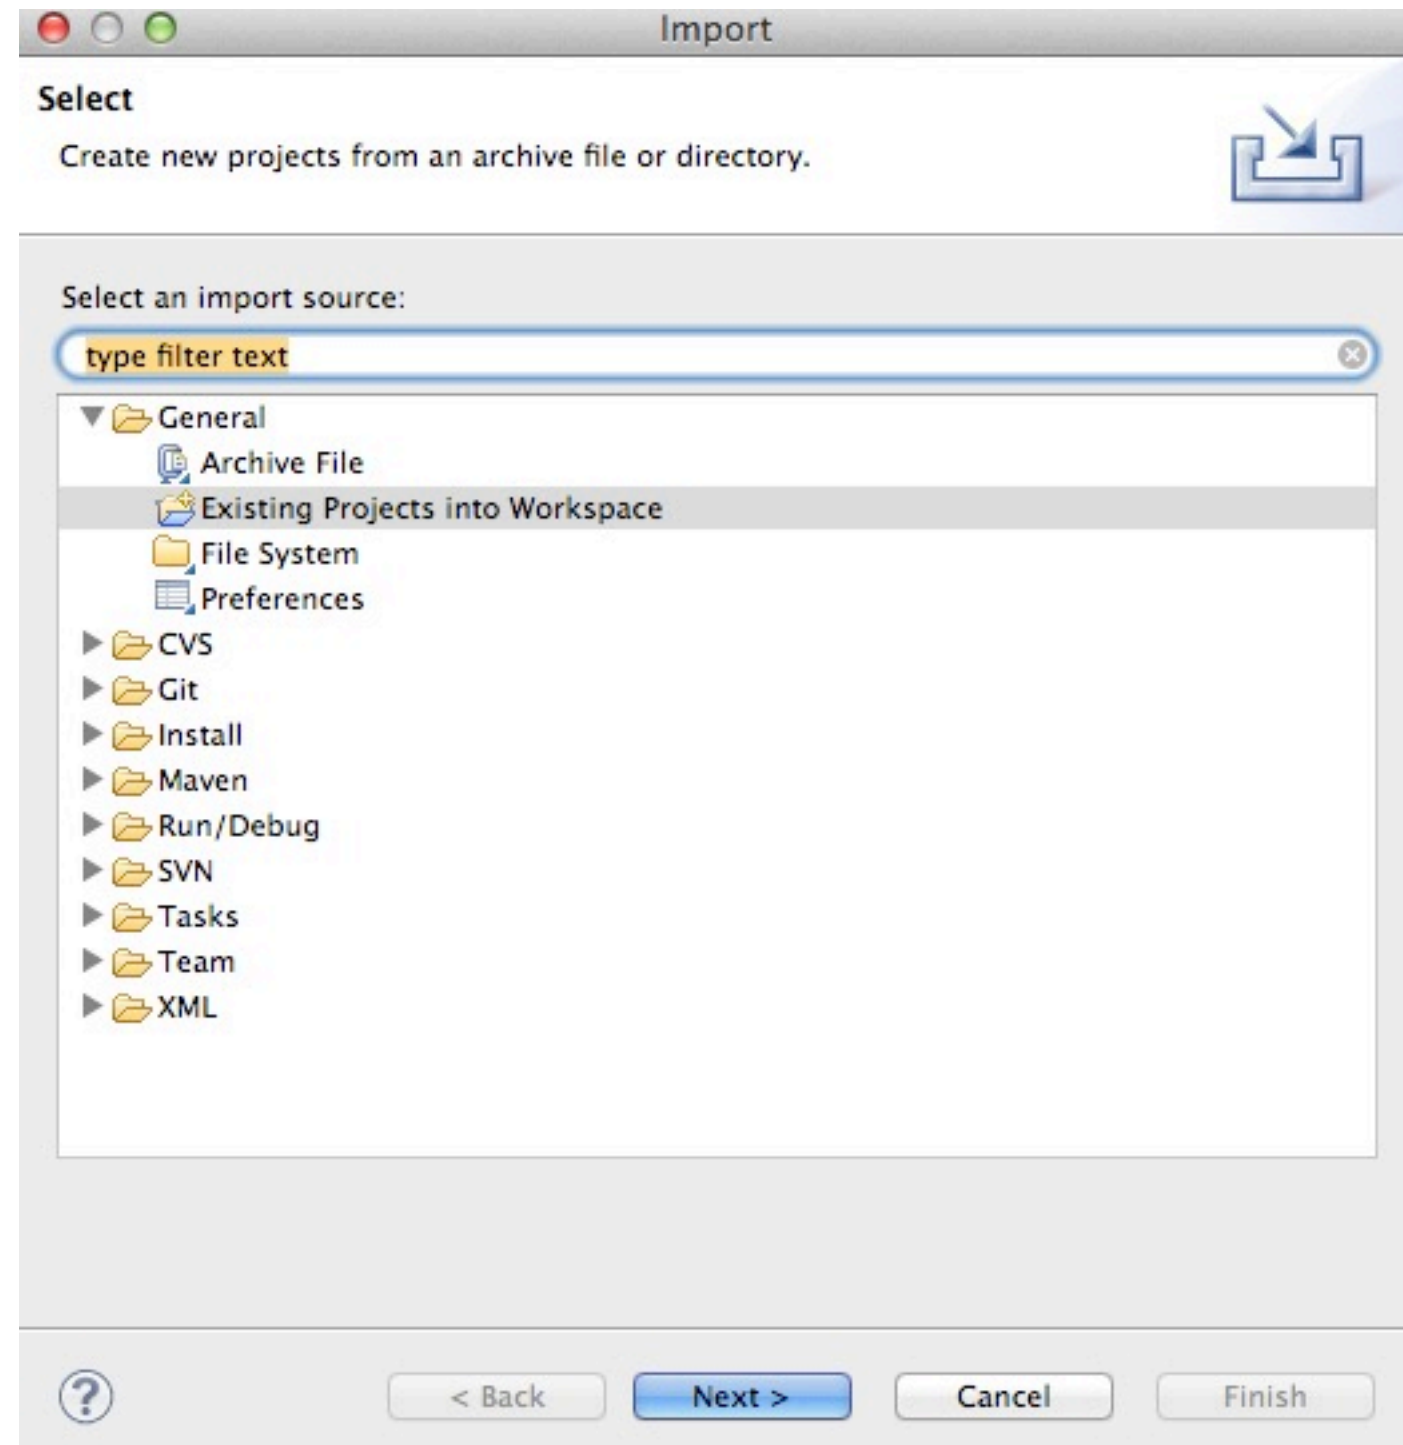 Import
Select
Create new projects from an archive file or directory.
Select an import source:
type filter text
General
Archive File
Existing Projects into Workspace
File System
Preferences
CVS
Git
Install
Maven
Run/Debug
SVN
Tasks
Team
XML
?
< Back Next > Cancel Finish